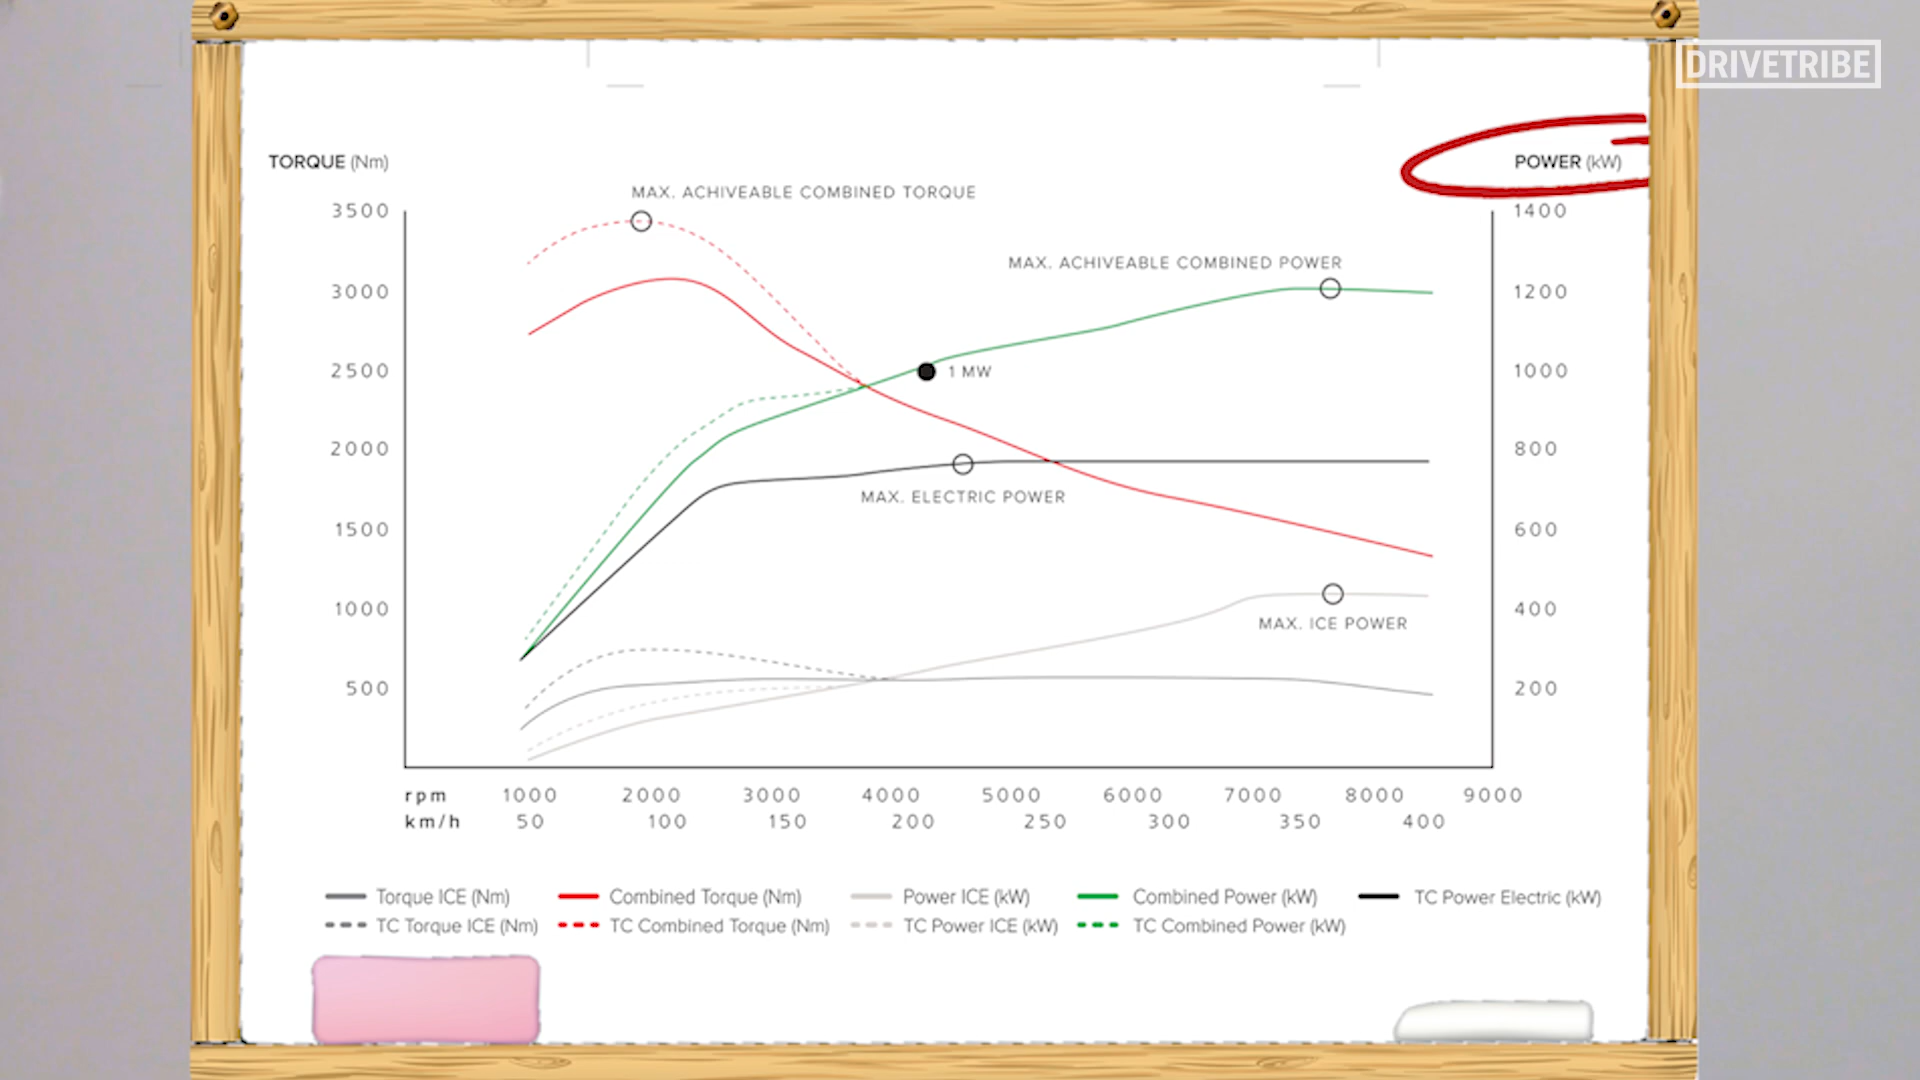 DRIVETRIBE
TORQUE (Nm)
POWER (kW)
MAX. ACHIVEABLE COMBINED TORQUE
3500
1400
MAX. ACHIVEABLE COMBINED POWER
3000
1200
2500
1 MW
1000
2000
800
MAX. ELECTRIC POWER
1500
600
1000
400
MAX. ICE POWER
500
200
rpm 1000 2000 3000 4000 5000 6000 7000 8000 9000
km/h 50 100 150 200 250 300 350 400
Torque ICE (Nm) Combined Torque (Nm) Power ICE (kW) Combined Power (kW) TC Power Electric (kW)
TC Torque ICE (Nm) TC Combined Torque (Nm) TC Power ICE (kW) TC Combined Power (kW)